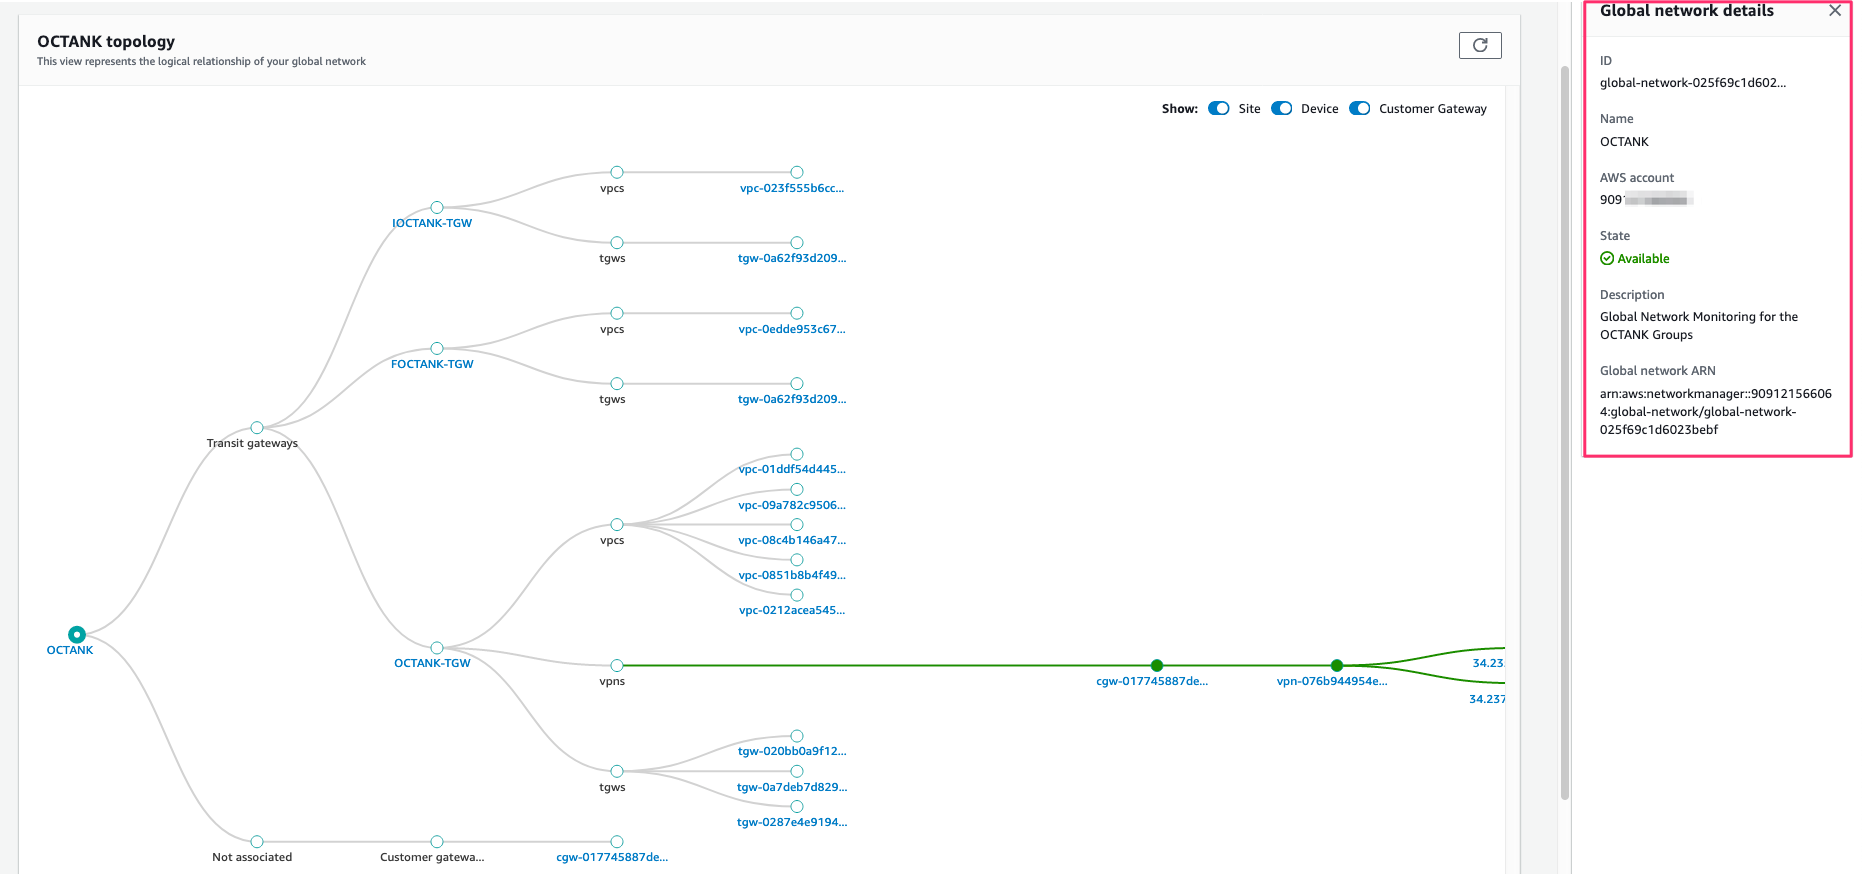 OCTANK topology
This view represents the logical relationship of your global network
Show: Site Device Customer Gateway
vpcs
vpc-023f555b6cc...
IOCTANK-TGW
tgws
tgw-0a62f93d209...
vpcs
vpc-0edde953c67...
FOCTANK-TGW
tgws
tgw-0a62f93d209...
Transit gateways
vpc-01ddf54d445...
vpc-09a782c9506...
vpcs
vpc-08c4b146a47...
vpc-0851b8b4f49...
vpc-0212acea545...
OCTANK
OCTANK-TGW
vpns
cgw-017745887de...
vpn-076b944954e...
34.23
34.237
tgw-020bb0a9f12...
tgws
tgw-0a7deb7d829...
tgw-0287e4e9194...
Not associated
Customer gatewa...
cgw-017745887de...
Global network details
ID
global-network-025f69c1d602...
Name
OCTANK
AWS account
9091
State
Available
Description
Global Network Monitoring for the
OCTANK Groups
Global network ARN
arn:aws:networkmanager::90912156606
4:global-network/global-network-
025f69c1d6023bebf